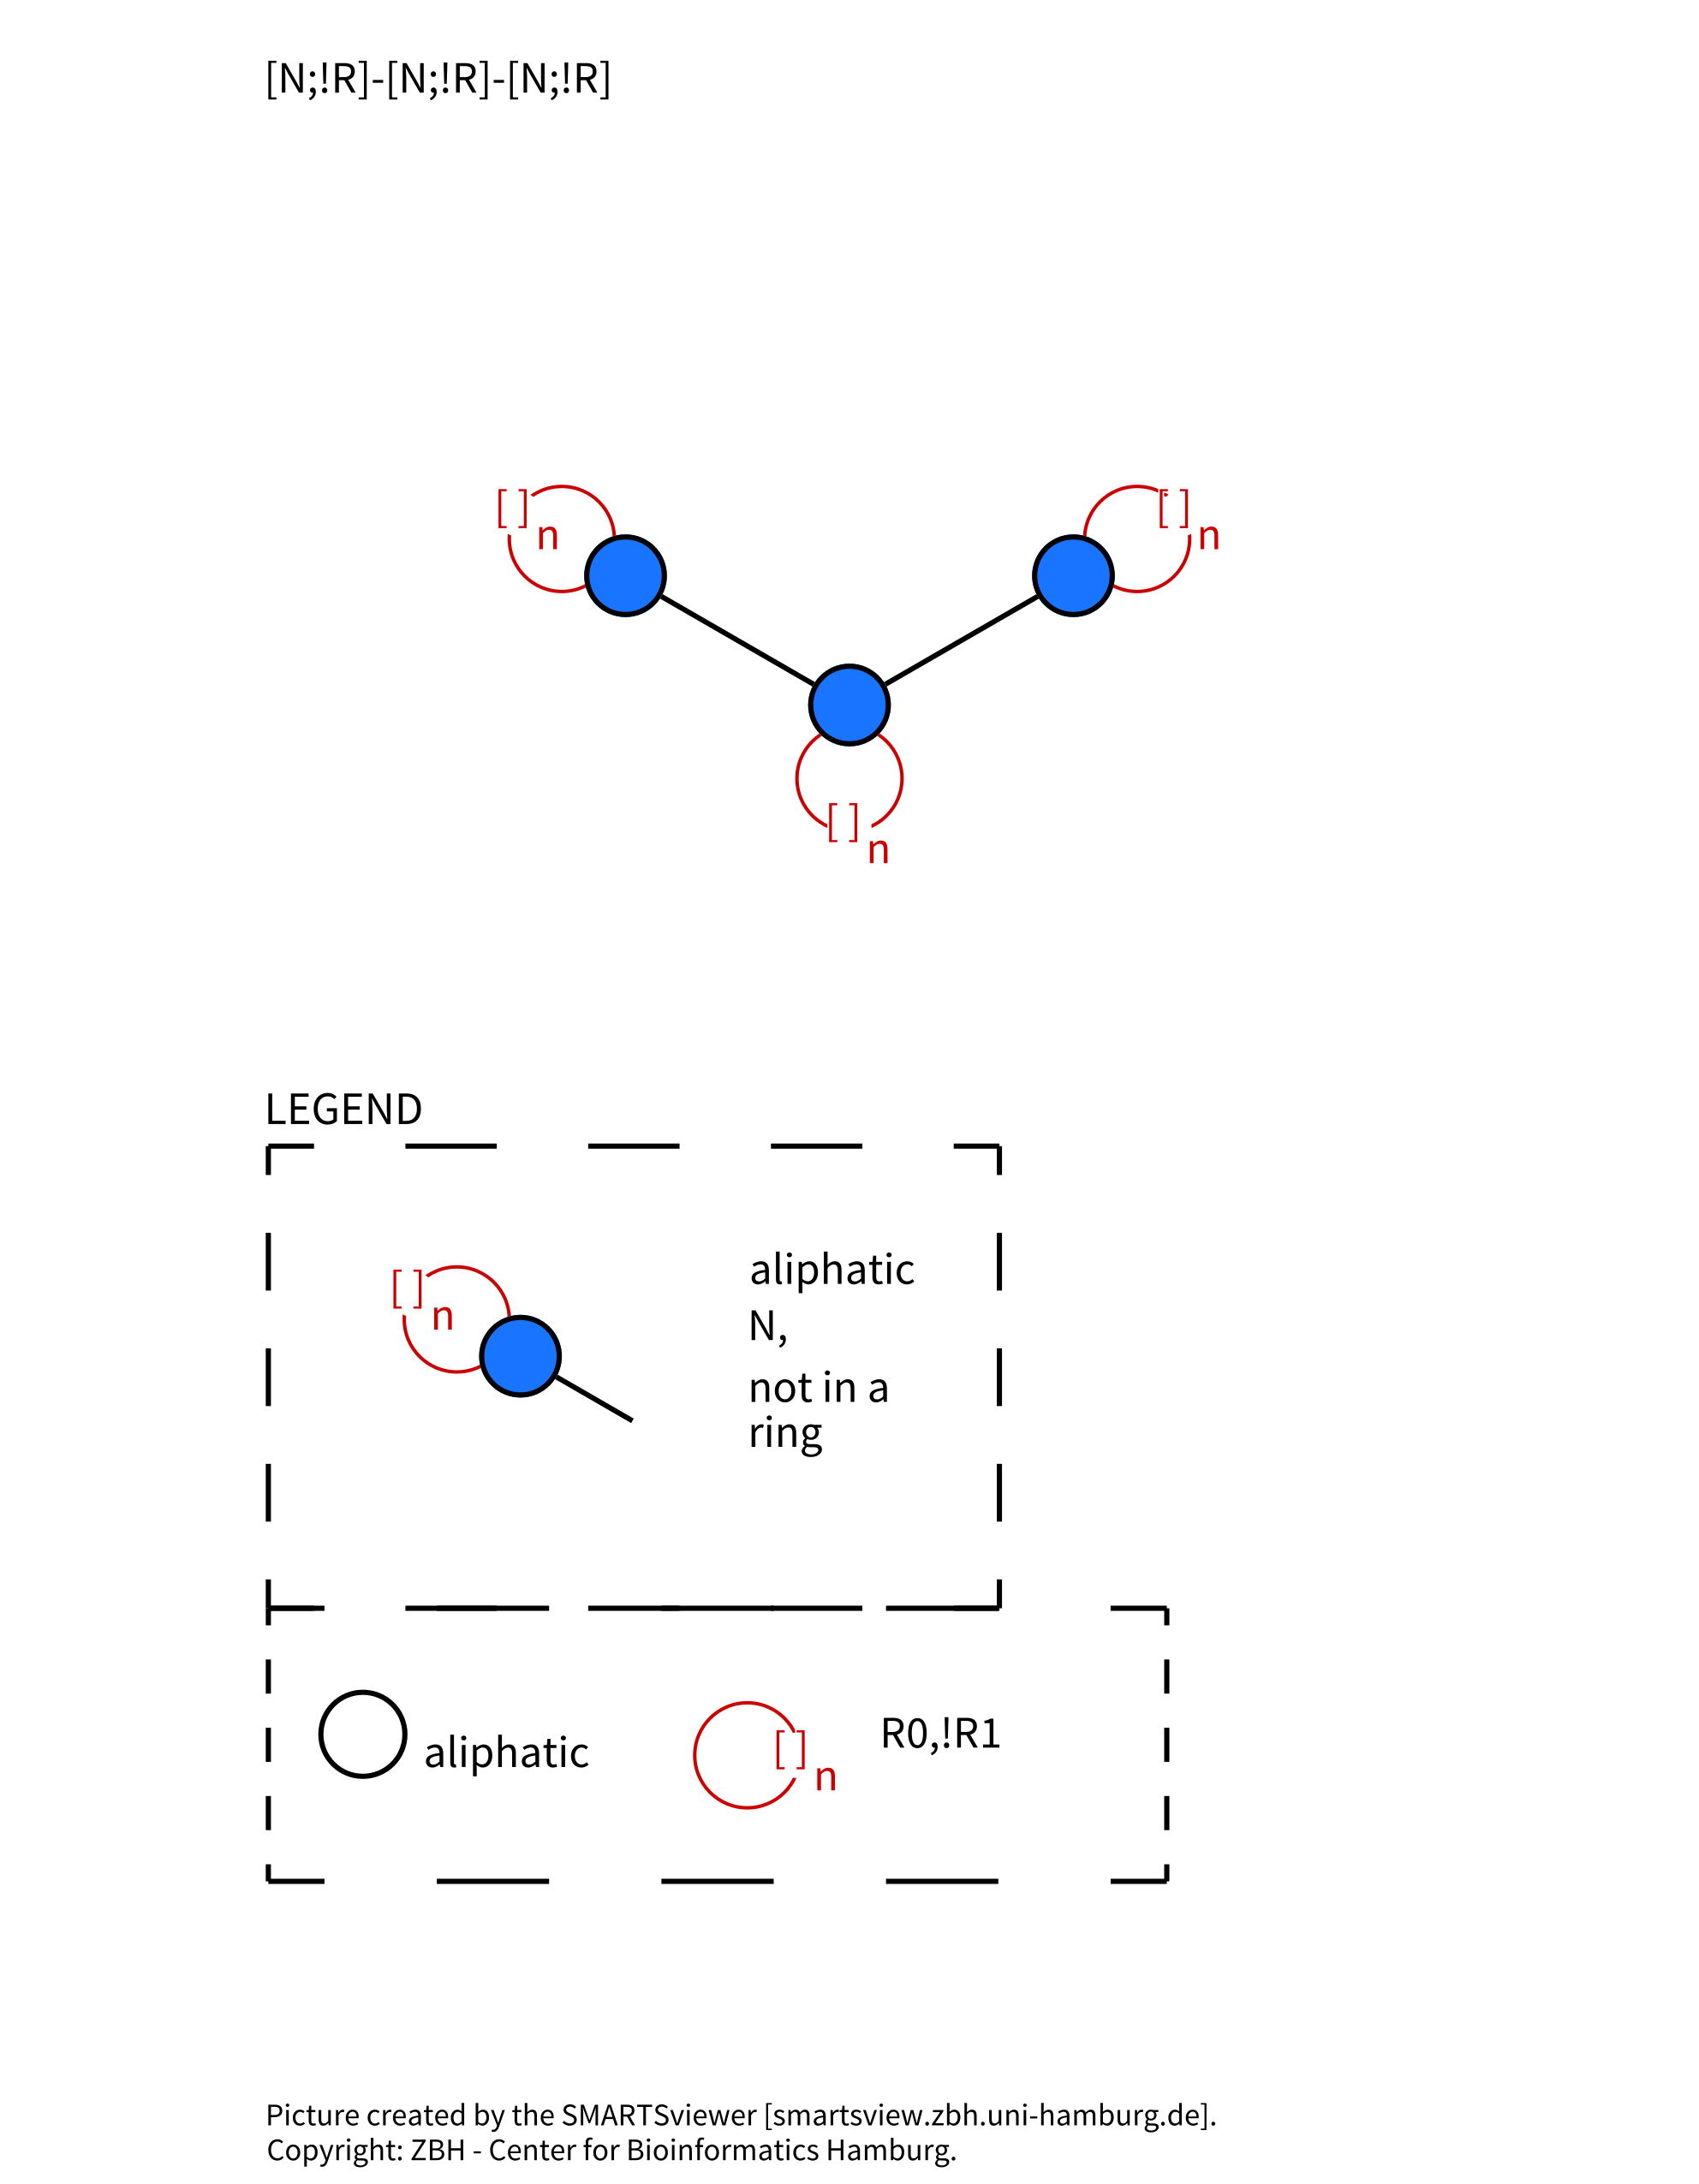 [N;!R]-[N;!R]-[N;!R]
[ ]n
[ ]n
[ ]n
LEGEND
[ ]n
aliphatic
N,
not in a
ring
aliphatic
[ ]n
R0,!R1
Picture created by the SMARTSviewer [smartsview.zbh.uni-hamburg.de].
Copyright: ZBH - Center for Bioinformatics Hamburg.